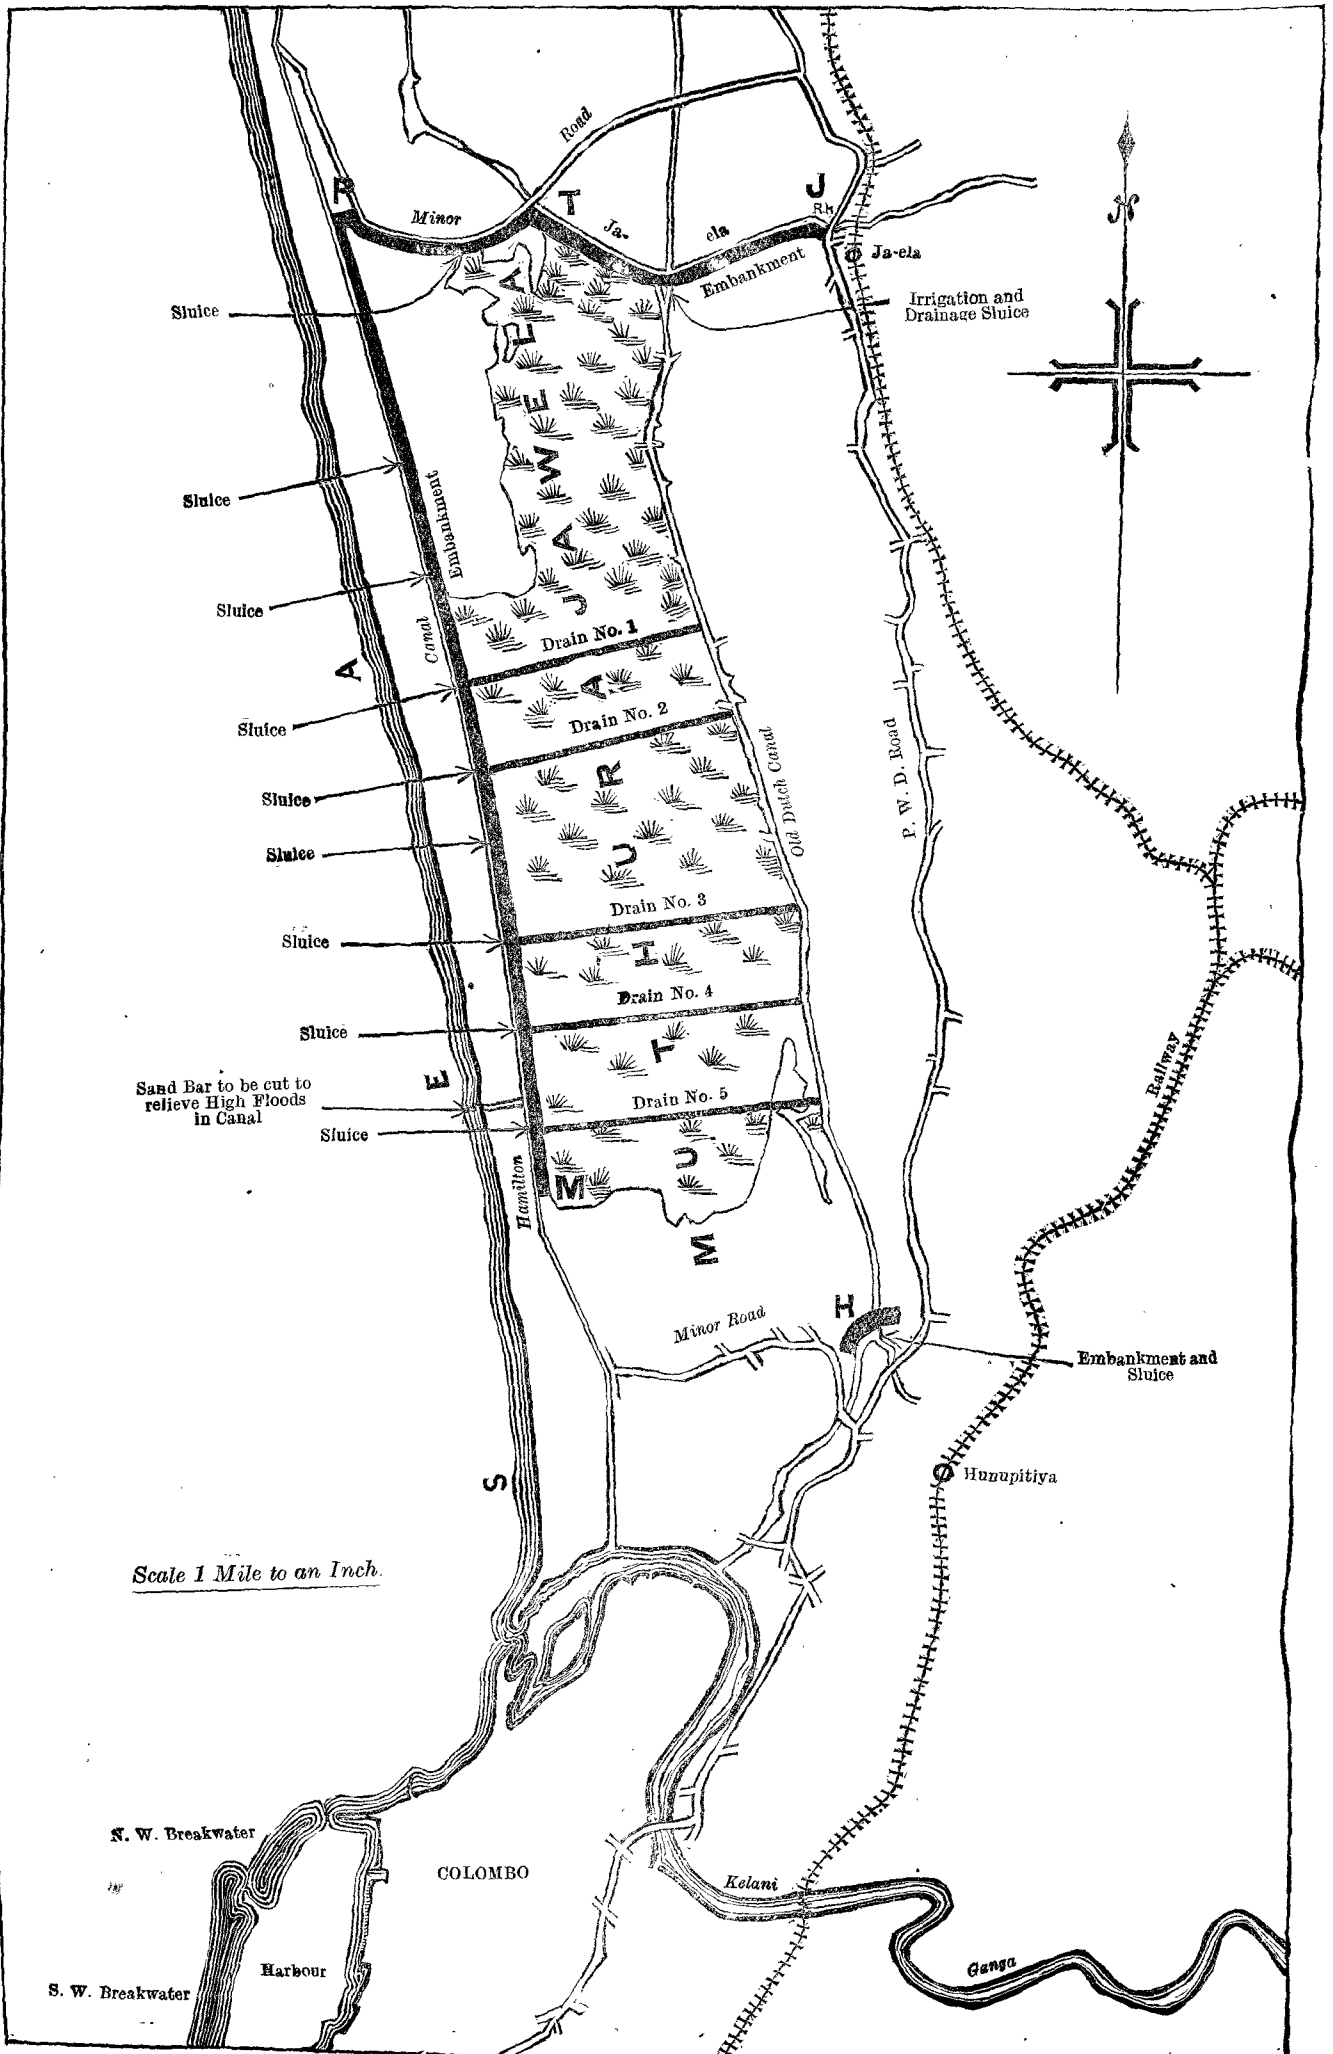 Road
P
T
J
Minor
Ja-
ela
R.h
N
Ja-ela
Embankment
Sluice
Irrigation and
Drainage Sluice
Sluice
Embankment
Sluice
Canal
Drain No. 1
A
Sluice
Drain No. 2
Old Dutch Canal
P. W. D. Road
Sluice
Sluice
MUTHURAJAWELEA
Drain No. 3
Sluice
Drain No. 4
Sluice
Railway
E
Sand Bar to be cut to
relieve High Floods
in Canal
Drain No. 5
Sluice
Hamilton
M
H
Minor Road
Embankment and
Sluice
S
Hunupitiya
Scale 1 Mile to an Inch.
N. W. Breakwater
COLOMBO
Kelani
Ganga
Harbour
S. W. Breakwater